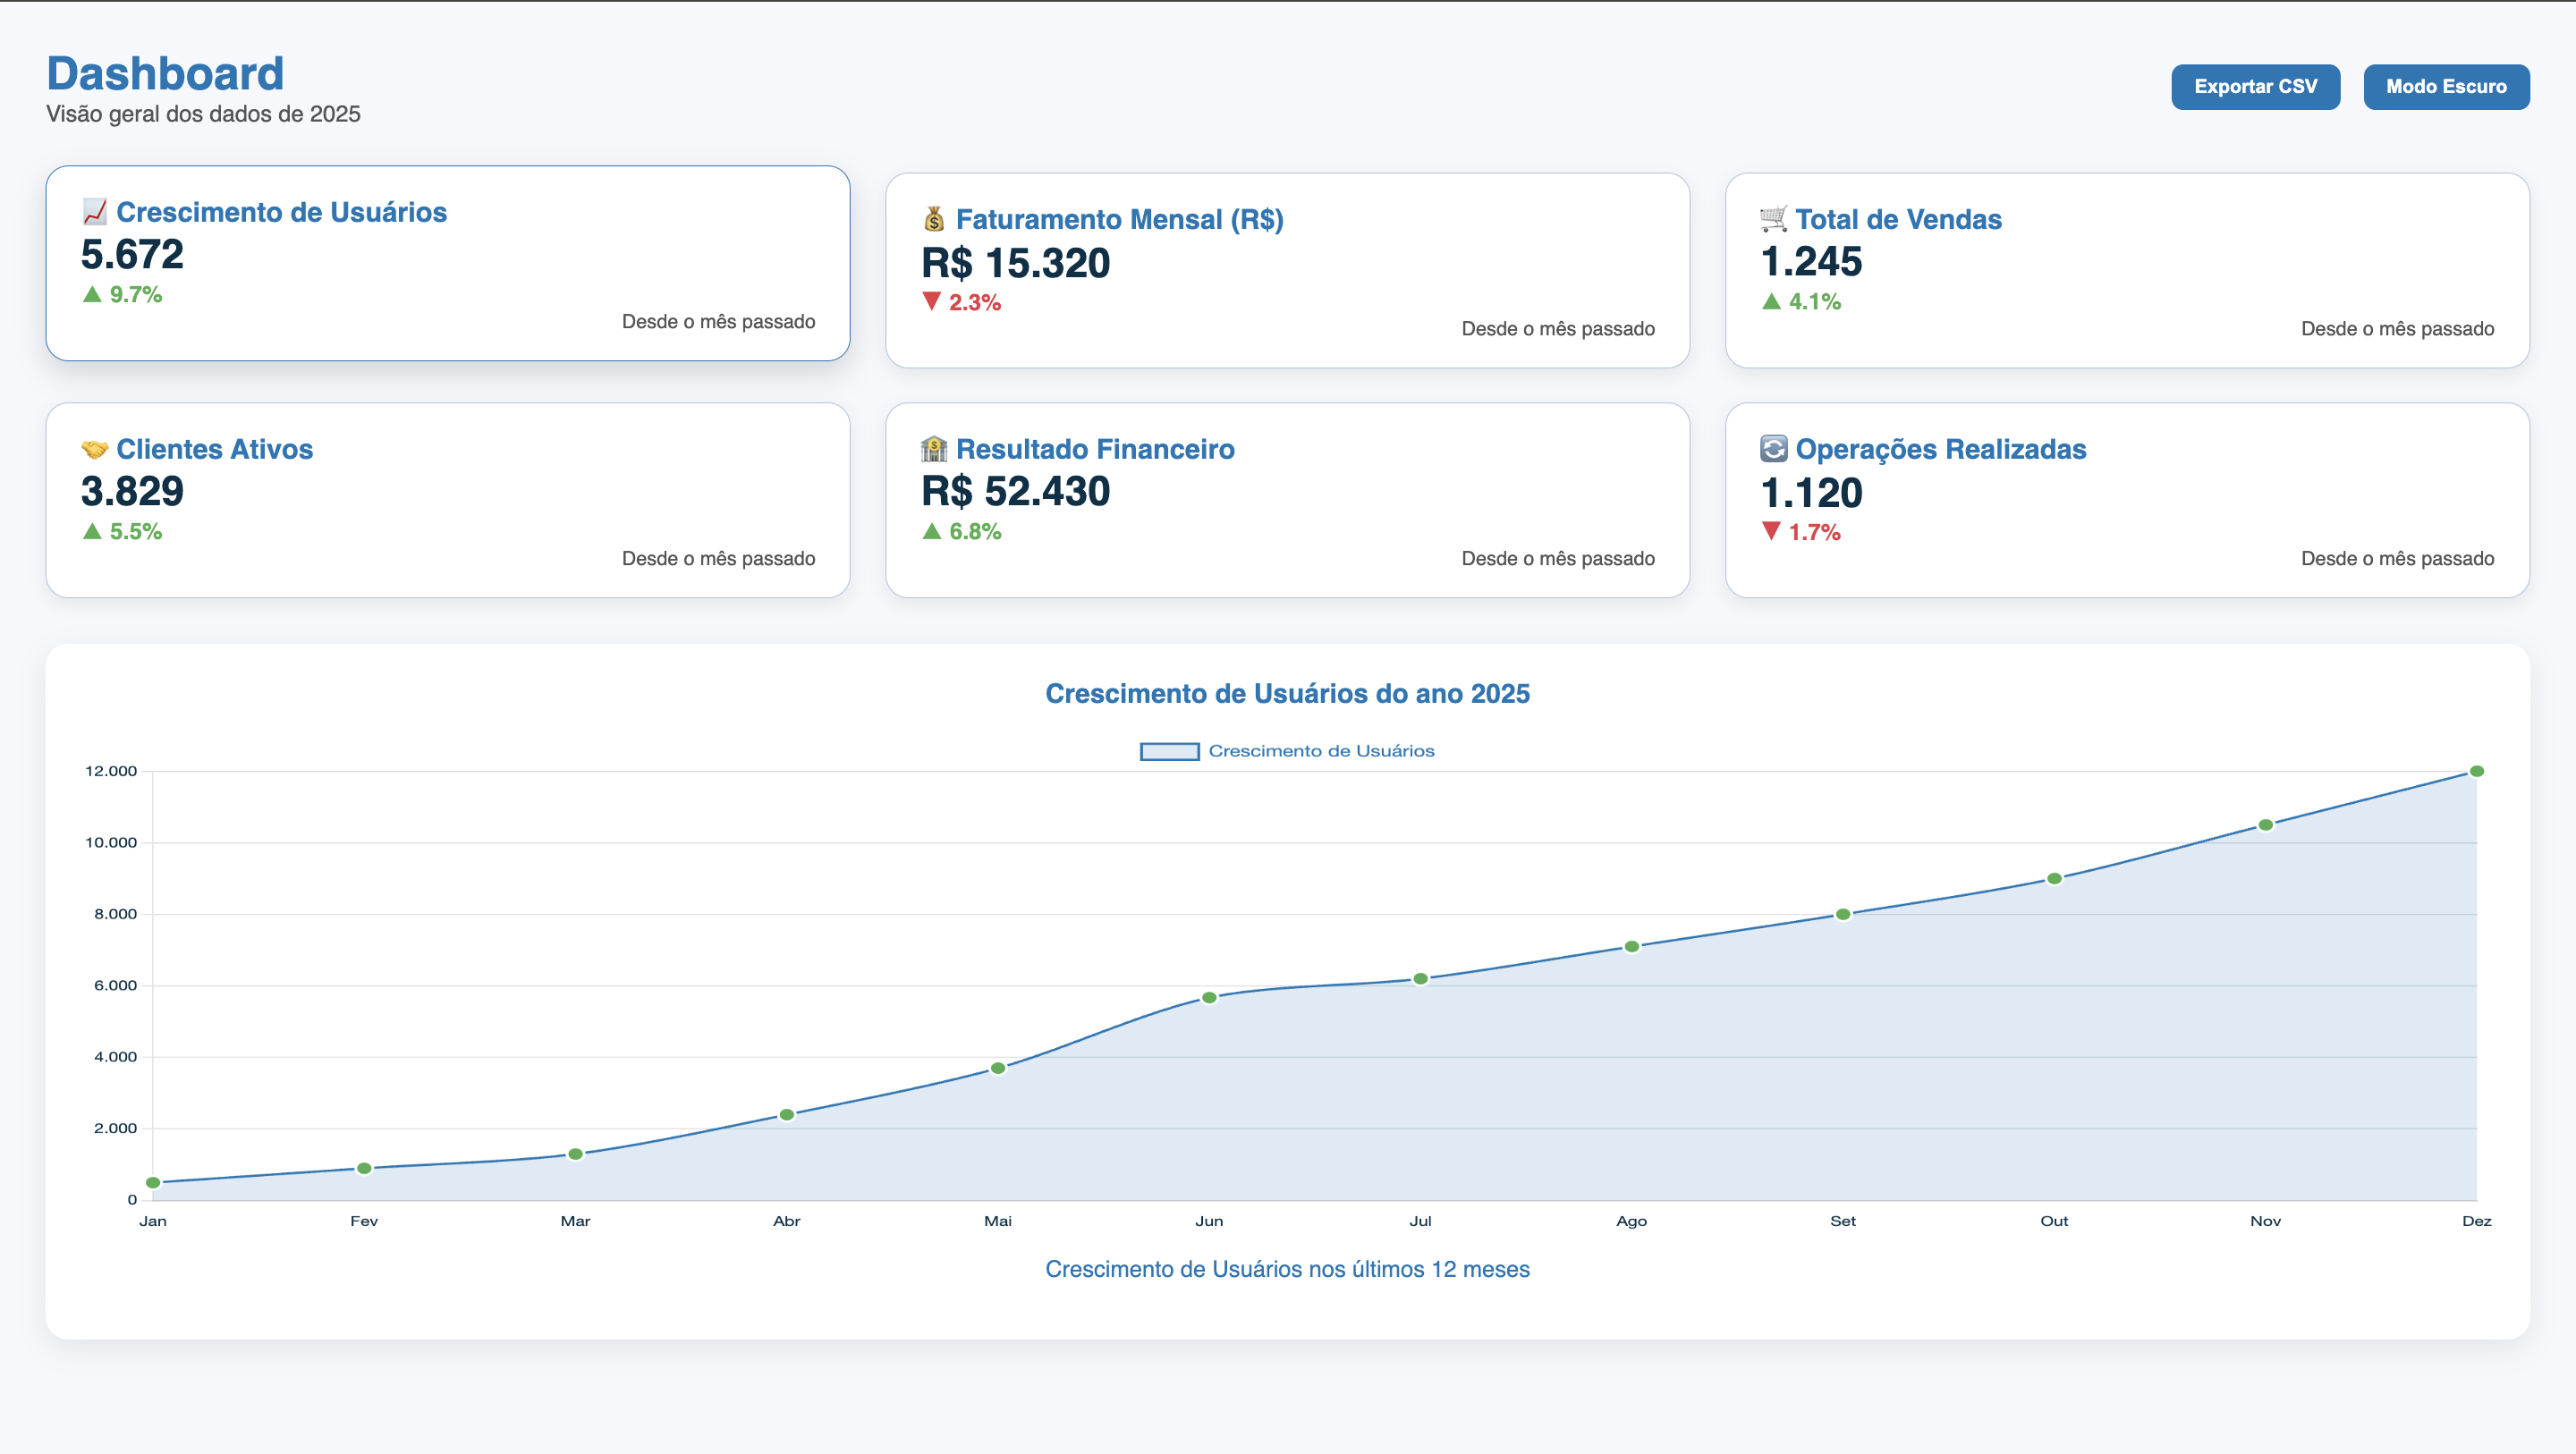 Dashboard
Visão geral dos dados de 2025
Exportar CSV
Modo Escuro
Crescimento de Usuários
5.672
▲ 9.7%
Desde o mês passado
Faturamento Mensal (R$)
R$ 15.320
▼ 2.3%
Desde o mês passado
Total de Vendas
1.245
▲ 4.1%
Desde o mês passado
Clientes Ativos
3.829
▲ 5.5%
Desde o mês passado
Resultado Financeiro
R$ 52.430
▲ 6.8%
Desde o mês passado
Operações Realizadas
1.120
▼ 1.7%
Desde o mês passado
Crescimento de Usuários do ano 2025
Crescimento de Usuários
12.000
10.000
8.000
6.000
4.000
2.000
0
Jan Fev Mar Abr Mai Jun Jul Ago Set Out Nov Dez
Crescimento de Usuários nos últimos 12 meses